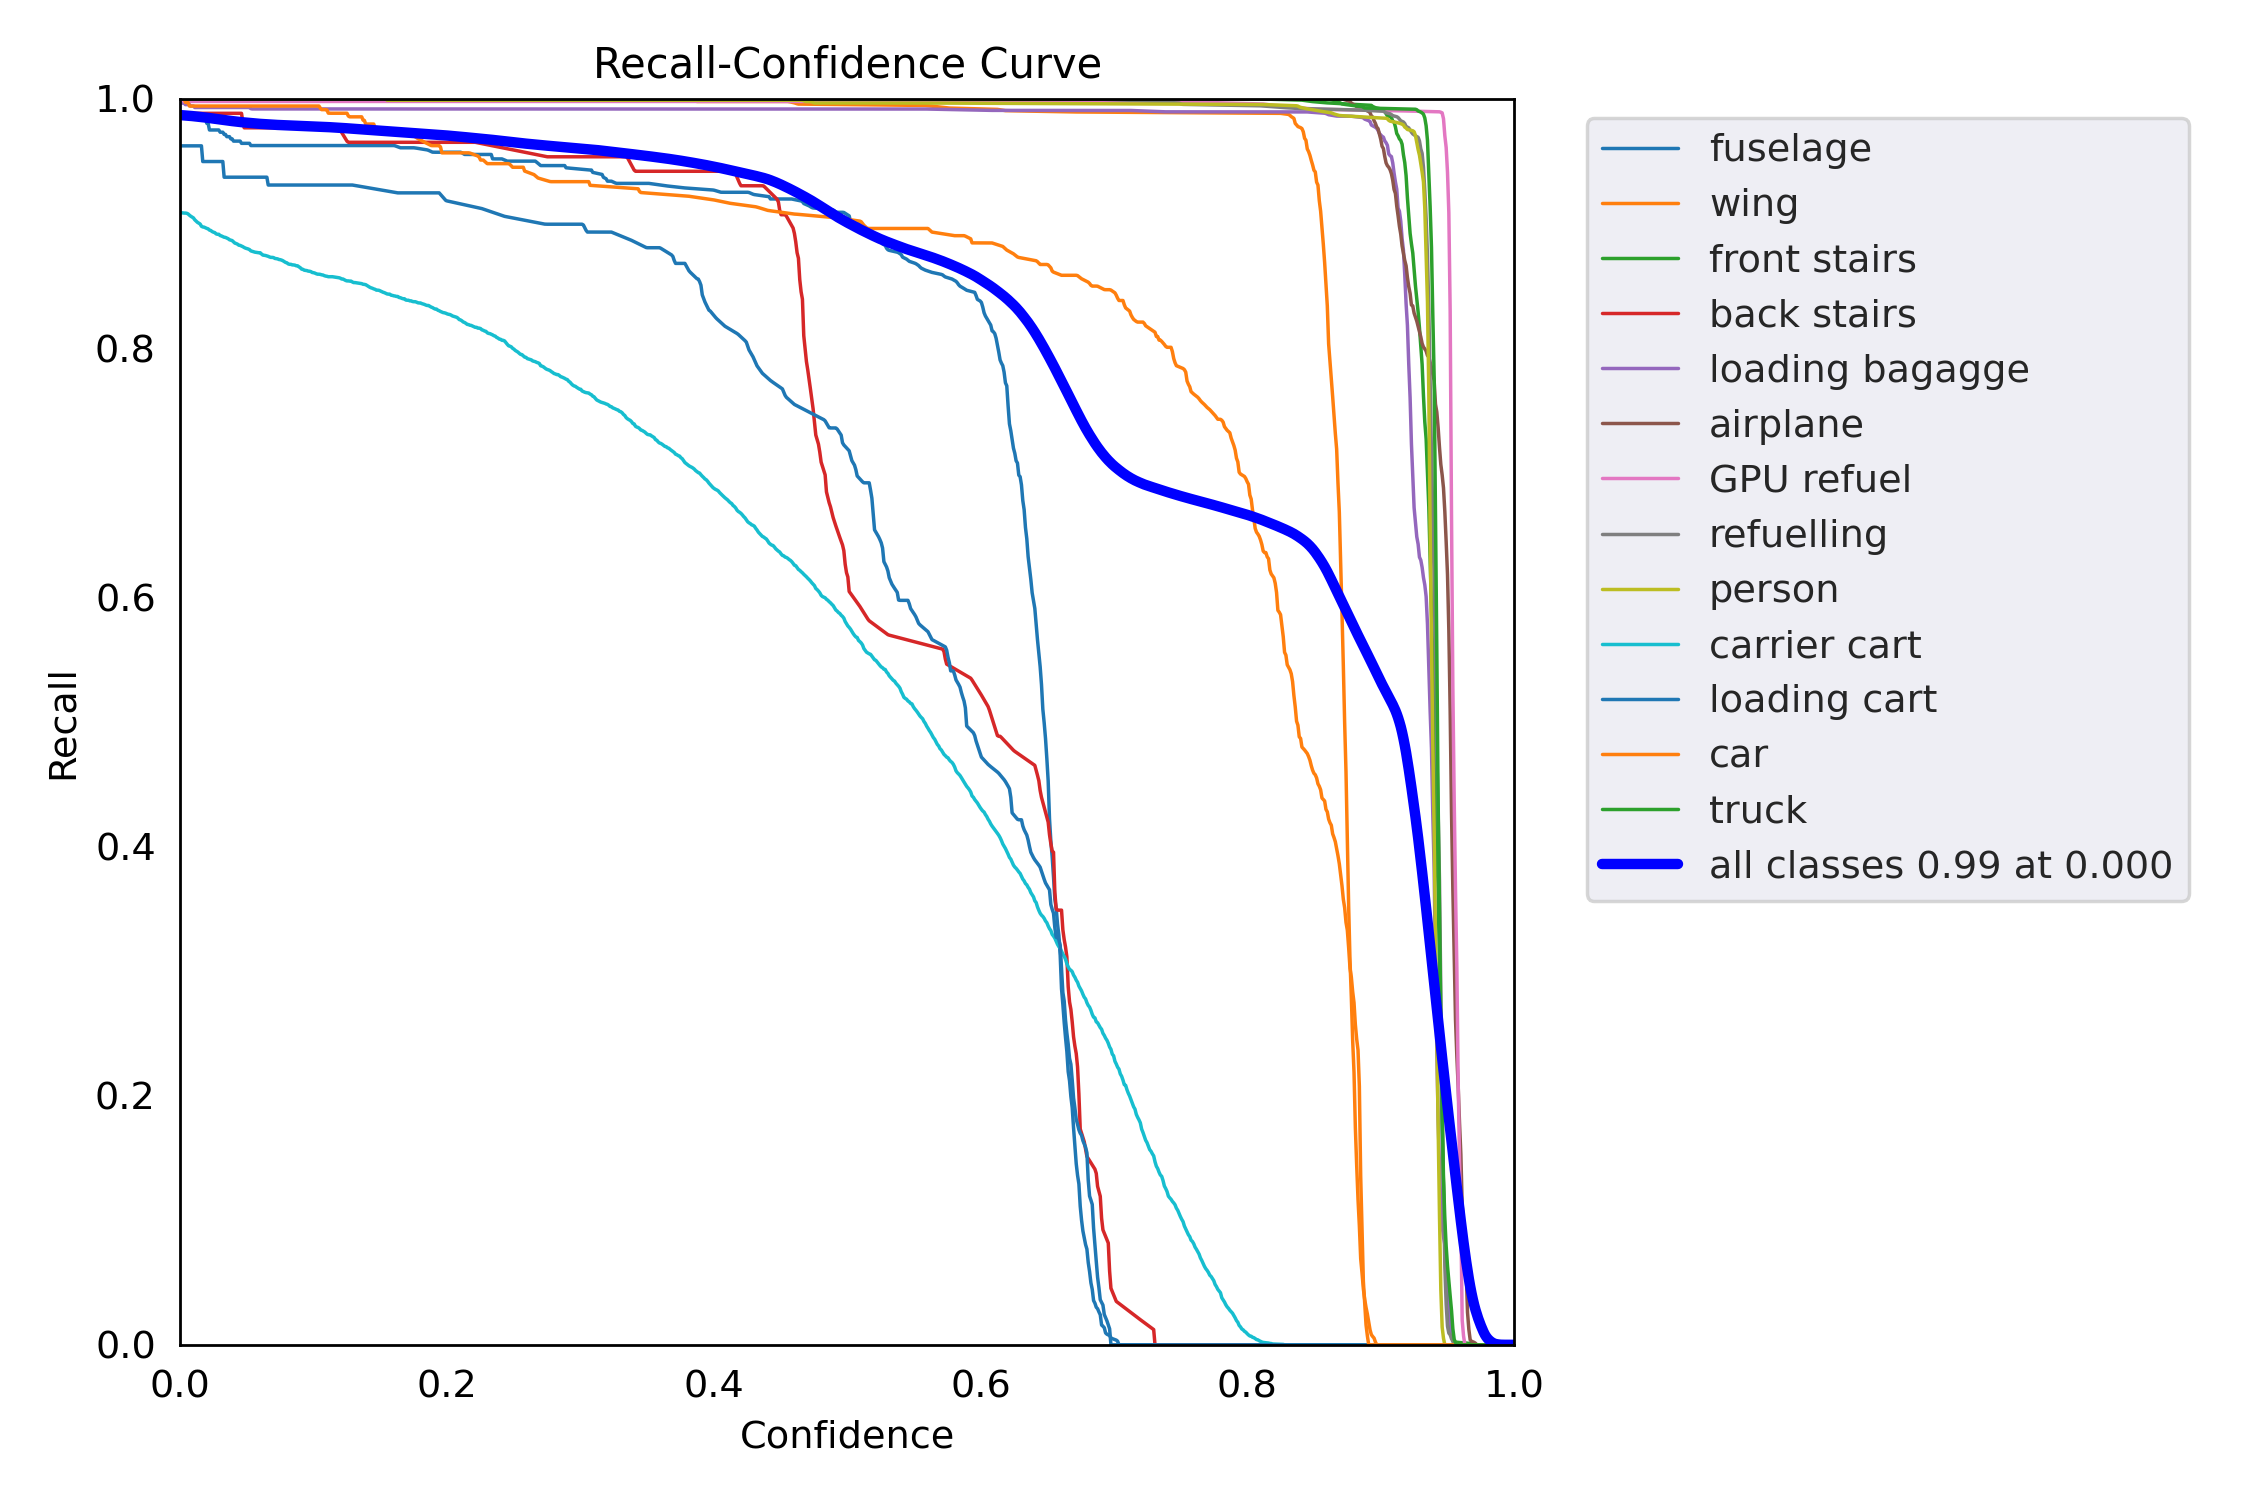 Recall-Confidence Curve
1.0
0.8
0.6
0.4
0.2
0.0
Recall
0.0 0.2 0.4 0.6 0.8 1.0
Confidence
fuselage
wing
front stairs
back stairs
loading bagagge
airplane
GPU refuel
refuelling
person
carrier cart
loading cart
car
truck
all classes 0.99 at 0.000